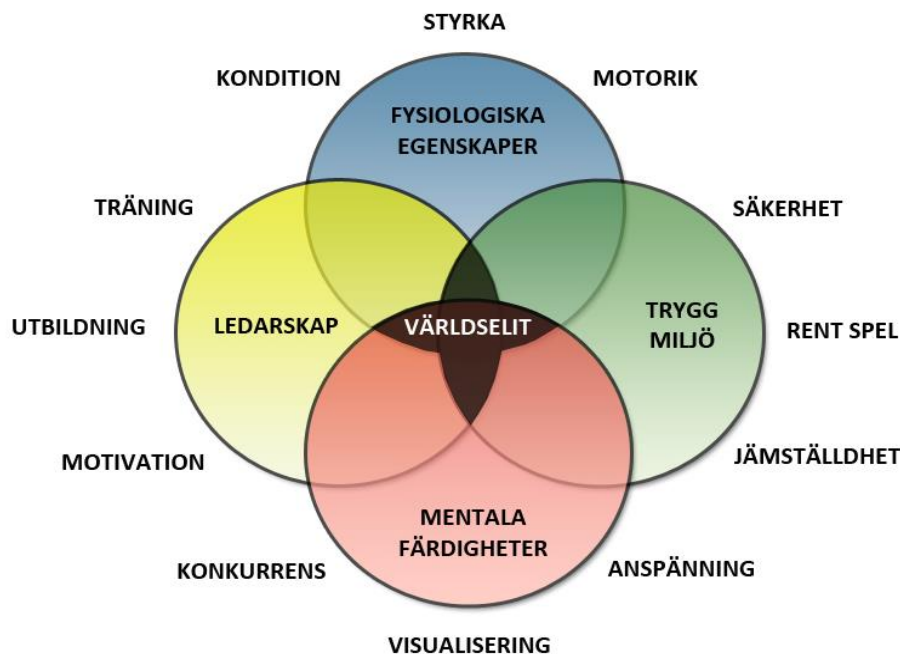 STYRKA
KONDITION
MOTORIK
FYSIOLOGISKA
EGENSKAPER
TRÄNING
SÄKERHET
UTBILDNING
LEDARSKAP
VÄRLDSELIT
TRYGG
MILJÖ
RENT SPEL
MOTIVATION
JÄMSTÄLLDHET
MENTALA
FÄRDIGHETER
KONKURRENS
ANSPÄNNING
VISUALISERING